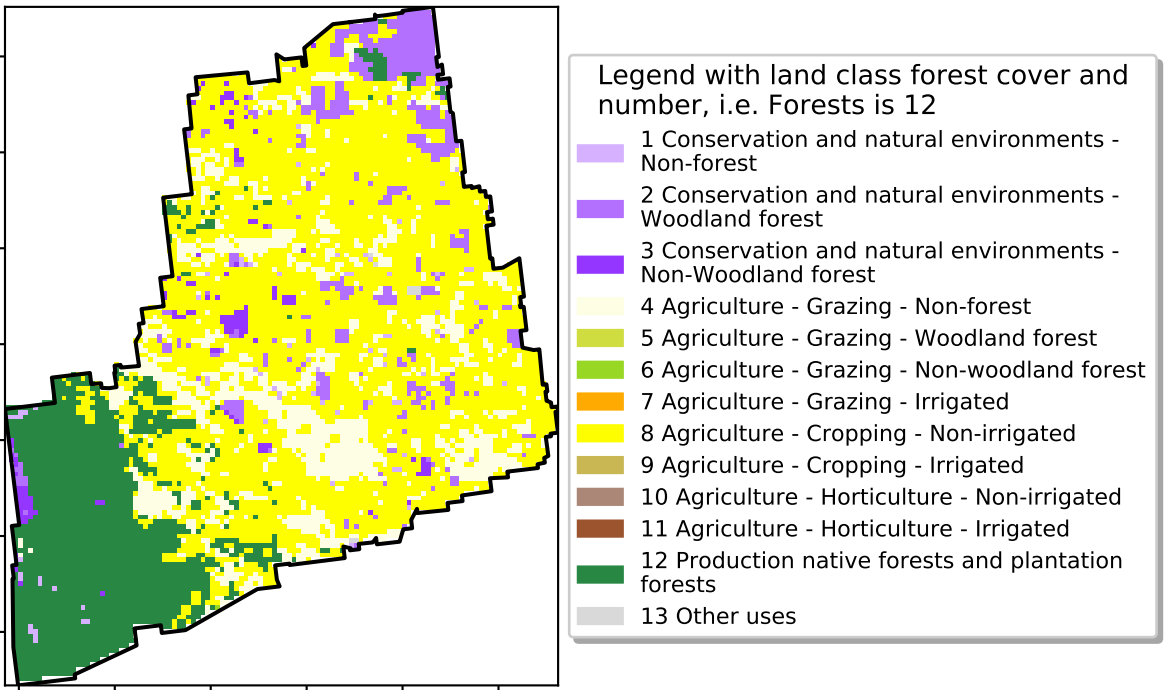 Legend with land class forest cover and
number, i.e. Forests is 12
1 Conservation and natural environments -
Non-forest
2 Conservation and natural environments -
Woodland forest
3 Conservation and natural environments -
Non-Woodland forest
4 Agriculture - Grazing - Non-forest
5 Agriculture - Grazing - Woodland forest
6 Agriculture - Grazing - Non-woodland forest
7 Agriculture - Grazing - Irrigated
8 Agriculture - Cropping - Non-irrigated
9 Agriculture - Cropping - Irrigated
10 Agriculture - Horticulture - Non-irrigated
11 Agriculture - Horticulture - Irrigated
12 Production native forests and plantation
forests
13 Other uses